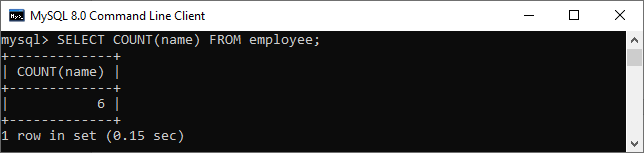 MySQL 8.0 Command Line Client
mysql> SELECT COUNT(name) FROM employee;
+-------------+
| COUNT(name) |
+-------------+
|           6 |
+-------------+
1 row in set (0.15 sec)